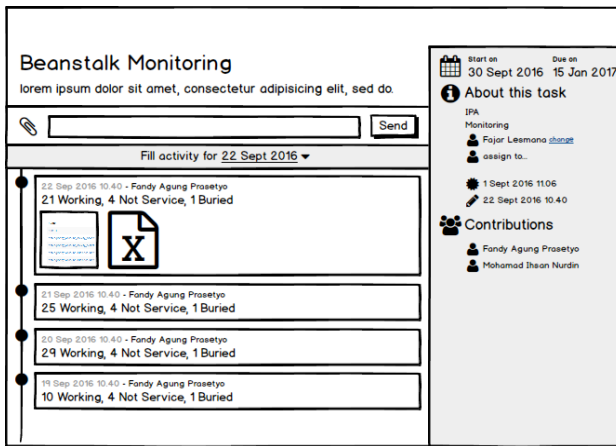 Beanstalk Monitoring
lorem ipsum dolor sit amet, consectetur adipisicing elit, sed do.
Send
Fill activity for 22 Sept 2016
22 Sep 2016 10.40 - Fandy Agung Prasetyo
21 Working, 4 Not Service, 1 Buried
X
21 Sep 2016 10.40 - Fandy Agung Prasetyo
25 Working, 4 Not Service, 1 Buried
20 Sep 2016 10.40 - Fandy Agung Prasetyo
29 Working, 4 Not Service, 1 Buried
19 Sep 2016 10.40 - Fandy Agung Prasetyo
10 Working, 4 Not Service, 1 Buried
Start on
30 Sept 2016
Due on
15 Jan 2017
About this task
IPA
Monitoring
Fajar Lesmana change
assign to...
1 Sept 2016 11.06
22 Sept 2016 10.40
Contributions
Fandy Agung Prasetyo
Mohamad Ihsan Nurdin